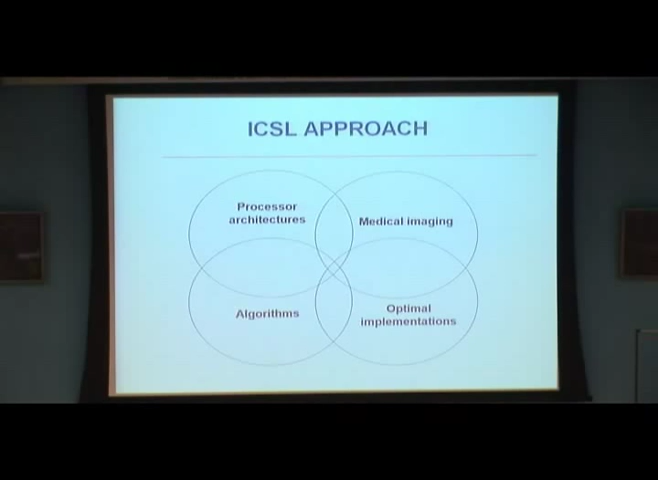 ICSL APPROACH
Processor
architectures
Medical imaging
Algorithms
Optimal
implementations